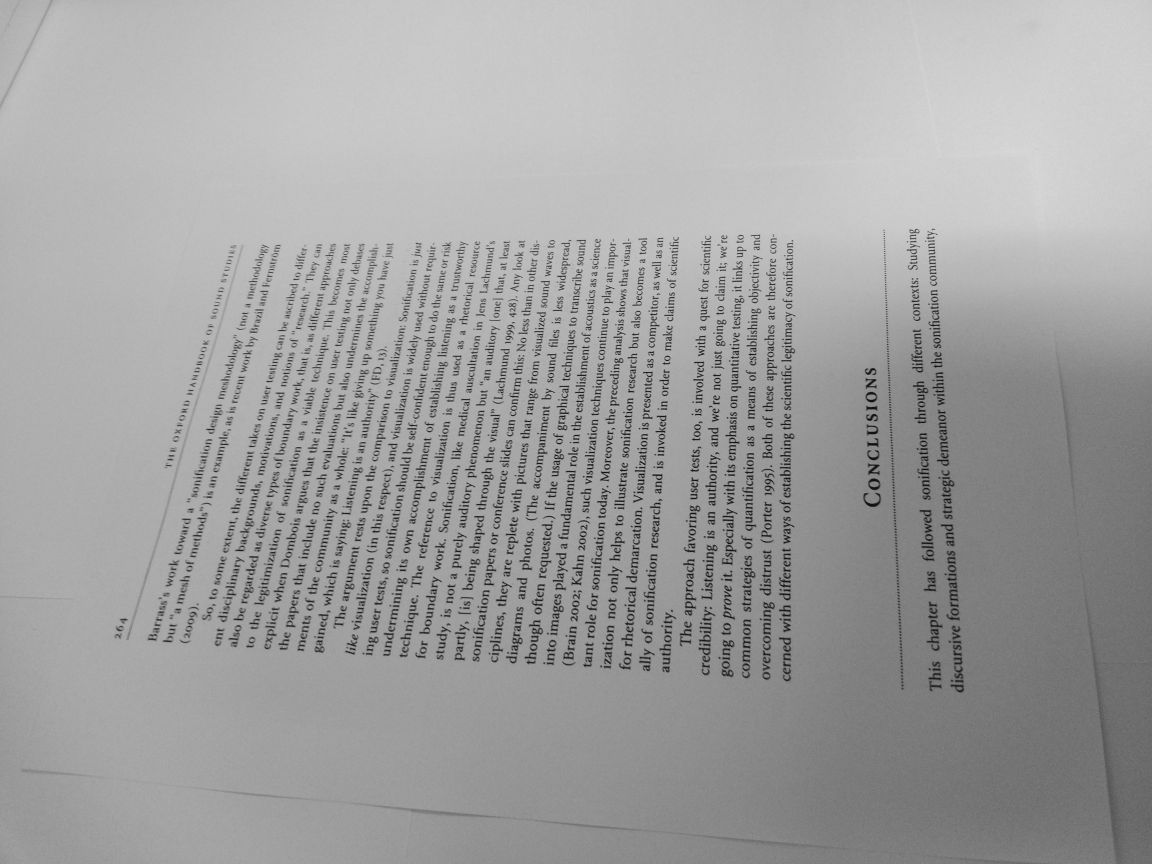 264 THE OXFORD HANDBOOK OF SOUND STUDIES
Barrass's work toward a "sonification design methodology" (not a methodology
but "a mesh of methods") is an example, as is recent work by Brazil and Fernstrom
(2009).
So, to some extent, the different takes on user testing can be ascribed to differ-
ent disciplinary backgrounds, motivations, and notions of "research." They can
also be regarded as diverse types of boundary work, that is, as different approaches
to the legitimization of sonification as a viable technique. This becomes most
explicit when Dombois argues that the insistence on user testing not only debases
the papers that include no such evaluations but also undermines the accomplish-
ments of the community as a whole: "It's like giving up something you have just
gained, which is saying: Listening is an authority" (FD, 13).
The argument rests upon the comparison to visualization: Sonification is just
like visualization (in this respect), and visualization is widely used without requir-
ing user tests, so sonification should be self-confident enough to do the same or risk
undermining its own accomplishment of establishing listening as a trustworthy
technique. The reference to visualization is thus used as a rhetorical resource
for boundary work. Sonification, like medical auscultation in Jens Lachmund's
study, is not a purely auditory phenomenon but "an auditory [one] that, at least
partly, [is] being shaped through the visual" (Lachmund 1999, 428). Any look at
sonification papers or conference slides can confirm this: No less than in other dis-
ciplines, they are replete with pictures that range from visualized sound waves to
diagrams and photos. (The accompaniment by sound files is less widespread,
though often requested.) If the usage of graphical techniques to transcribe sound
into images played a fundamental role in the establishment of acoustics as a science
(Brain 2002; Kahn 2002), such visualization techniques continue to play an impor-
tant role for sonification today. Moreover, the preceding analysis shows that visual-
ization not only helps to illustrate sonification research but also becomes a tool
for rhetorical demarcation. Visualization is presented as a competitor, as well as an
ally of sonification research, and is invoked in order to make claims of scientific
authority.
The approach favoring user tests, too, is involved with a quest for scientific
credibility: Listening is an authority, and we're not just going to claim it; we're
going to prove it. Especially with its emphasis on quantitative testing, it links up to
common strategies of quantification as a means of establishing objectivity and
overcoming distrust (Porter 1995). Both of these approaches are therefore con-
cerned with different ways of establishing the scientific legitimacy of sonification.
CONCLUSIONS
This chapter has followed sonification through different contexts: Studying
discursive formations and strategic demeanor within the sonification community,